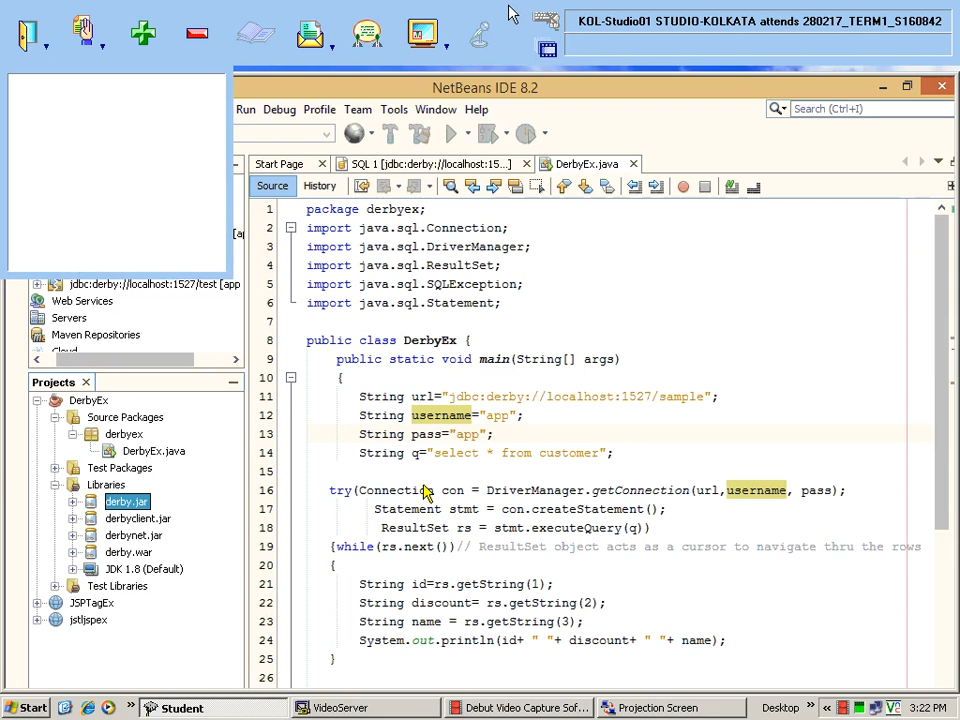 KOL-Studio01 STUDIO-KOLKATA attends 280217_TERM1_S160842
NetBeans IDE 8.2
Run Debug Profile Team Tools Window Help
Search (Ctrl+I)
Start Page
SQL 1 [jdbc:derby://localhost:15...]
DerbyEx.java
Source History
[ap
jdbc:derby://localhost:1527/test [app
Web Services
Servers
Maven Repositories
Cloud
Projects
DerbyEx
Source Packages
derbyex
DerbyEx.java
Test Packages
Libraries
derby.jar
derbyclient.jar
derbynet.jar
derby.war
JDK 1.8 (Default)
Test Libraries
JSPTagEx
jstljspex
1 package derbyex;
2 import java.sql.Connection;
3 import java.sql.DriverManager;
4 import java.sql.ResultSet;
5 import java.sql.SQLException;
6 import java.sql.Statement;
7
8 public class DerbyEx {
9 public static void main(String[] args)
10 {
11 String url="jdbc:derby://localhost:1527/sample";
12 String username="app";
13 String pass="app";
14 String q="select * from customer";
15
16 try(Connection con = DriverManager.getConnection(url,username, pass);
17 Statement stmt = con.createStatement();
18 ResultSet rs = stmt.executeQuery(q))
19 {while(rs.next())// ResultSet object acts as a cursor to navigate thru the rows
20 {
21 String id=rs.getString(1);
22 String discount= rs.getString(2);
23 String name = rs.getString(3);
24 System.out.println(id+ " "+ discount+ " "+ name);
25 }
26
Start
Student
VideoServer
Debut Video Capture Sof...
Projection Screen
Desktop
3:22 PM